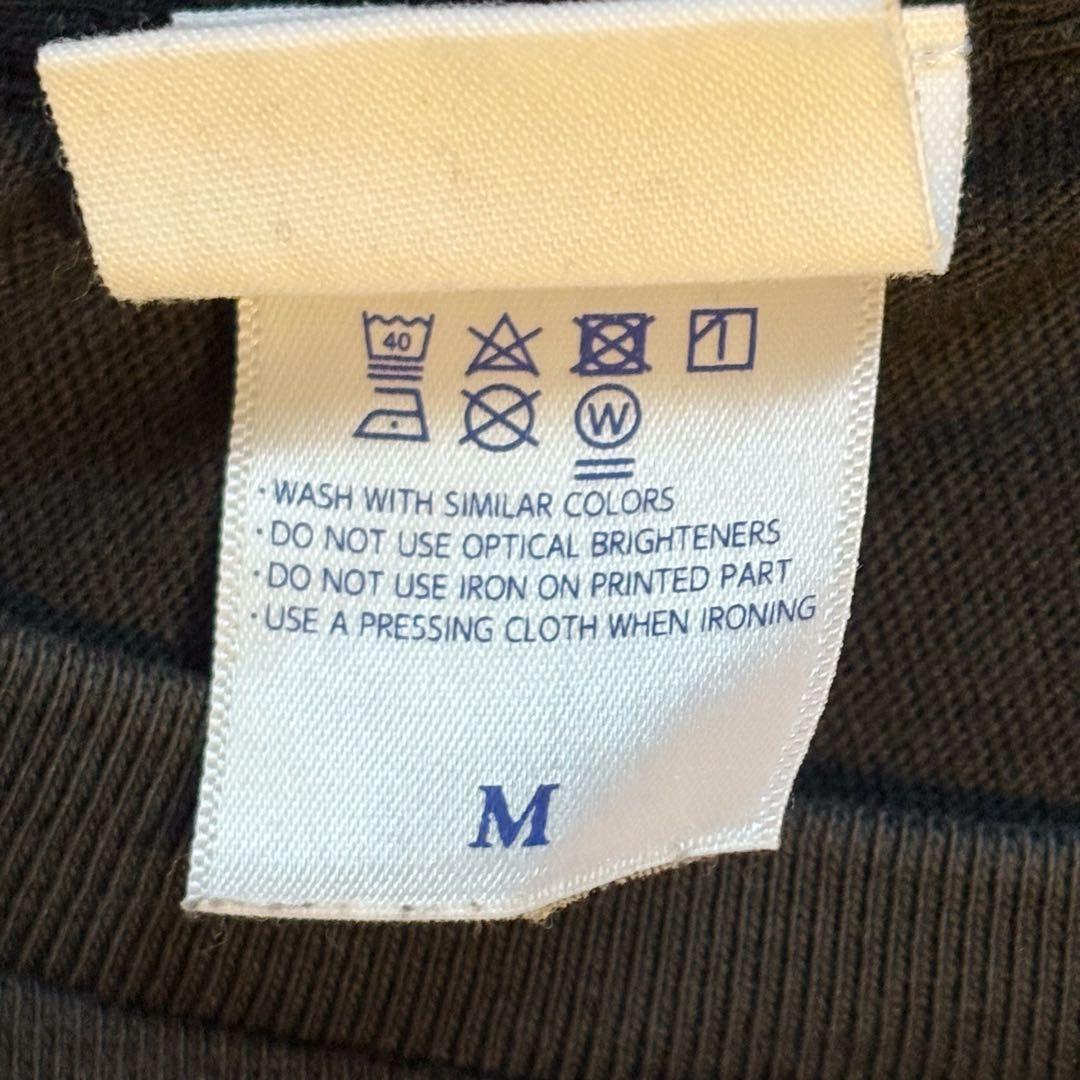 40
W
· WASH WITH SIMILAR COLORS
· DO NOT USE OPTICAL BRIGHTENERS
· DO NOT USE IRON ON PRINTED PART
· USE A PRESSING CLOTH WHEN IRONING
M